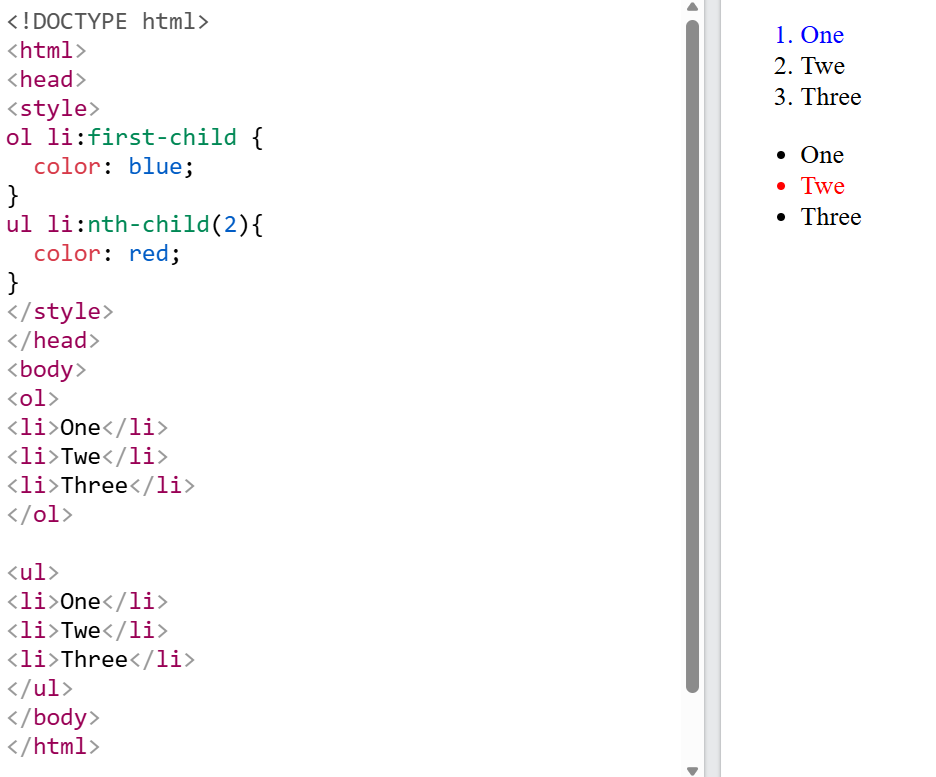 <!DOCTYPE html>
<html>
<head>
<style>
ol li:first-child {
  color: blue;
}
ul li:nth-child(2){
  color: red;
}
</style>
</head>
<body>
<ol>
<li>One</li>
<li>Twe</li>
<li>Three</li>
</ol>

<ul>
<li>One</li>
<li>Twe</li>
<li>Three</li>
</ul>
</body>
</html>
1. One
2. Twe
3. Three
• One
• Twe
• Three